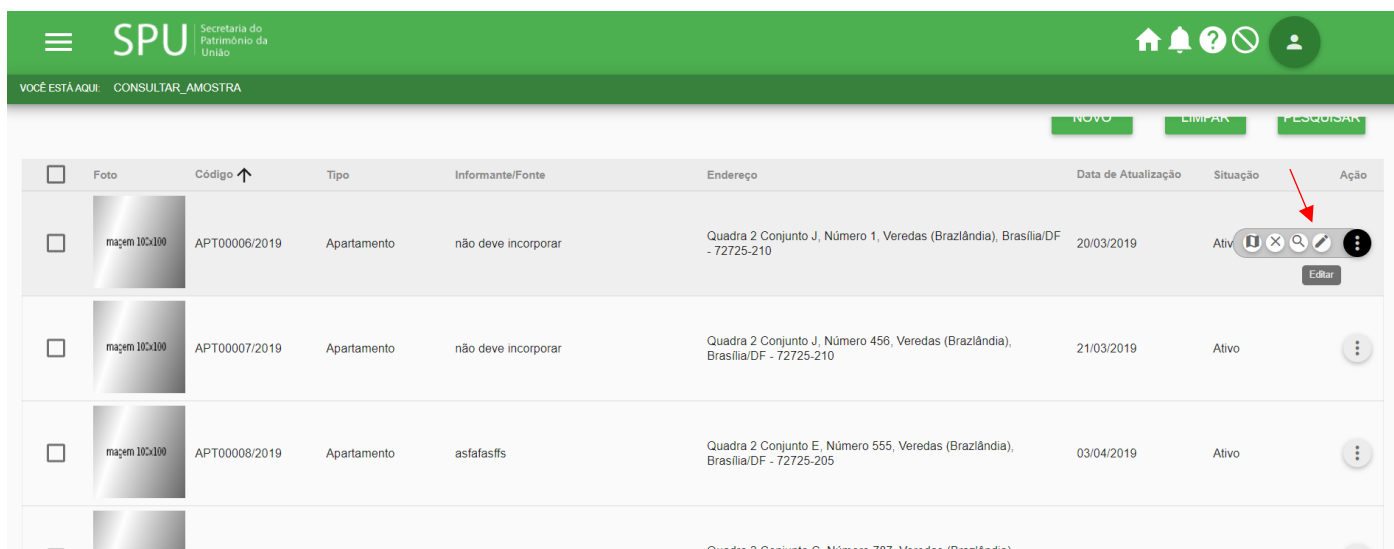 SPU
Secretaria do
Patrimônio da
União
VOCÊ ESTÁ AQUI: CONSULTAR_AMOSTRA
NOVO LIMPAR PESQUISAR
Foto Código Tipo Informante/Fonte Endereço Data de Atualização Situação Ação
magem 100x100 APT00006/2019 Apartamento não deve incorporar Quadra 2 Conjunto J, Número 1, Veredas (Brazlândia), Brasília/DF
- 72725-210 20/03/2019 Ativ
Editar
magem 100x100 APT00007/2019 Apartamento não deve incorporar Quadra 2 Conjunto J, Número 456, Veredas (Brazlândia),
Brasília/DF - 72725-210 21/03/2019 Ativo
magem 100x100 APT00008/2019 Apartamento asfafasffs Quadra 2 Conjunto E, Número 555, Veredas (Brazlândia),
Brasília/DF - 72725-205 03/04/2019 Ativo